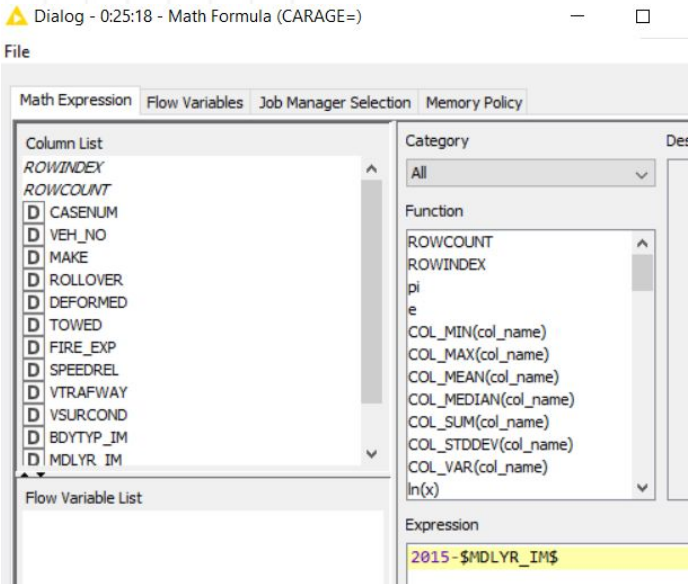 Dialog - 0:25:18 - Math Formula (CARAGE=)
File
Math Expression Flow Variables Job Manager Selection Memory Policy
Column List
ROWINDEX
ROWCOUNT
D CASENUM
D VEH_NO
D MAKE
D ROLLOVER
D DEFORMED
D TOWED
D FIRE_EXP
D SPEEDREL
D VTRAFWAY
D VSURCOND
D BDYTYP_IM
D MDLYR_IM
Flow Variable List
Category
All
Function
ROWCOUNT
ROWINDEX
pi
e
COL_MIN(col_name)
COL_MAX(col_name)
COL_MEAN(col_name)
COL_MEDIAN(col_name)
COL_SUM(col_name)
COL_STDDEV(col_name)
COL_VAR(col_name)
ln(x)
Expression
2015-$MDLYR_IM$
Des